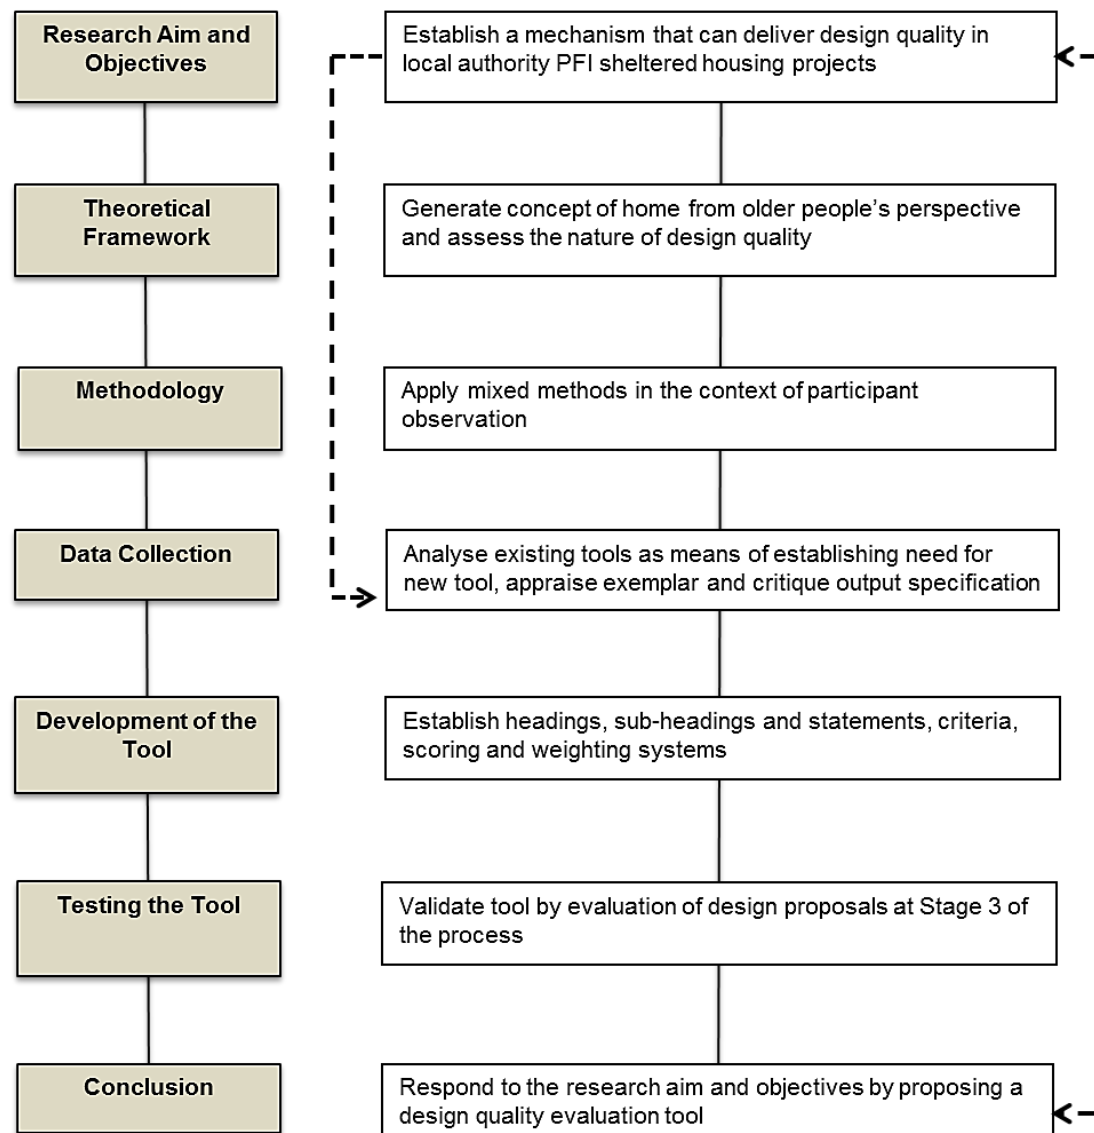 Research Aim and
Objectives
Establish a mechanism that can deliver design quality in
local authority PFI sheltered housing projects
Theoretical
Framework
Generate concept of home from older people's perspective
and assess the nature of design quality
Methodology
Apply mixed methods in the context of participant
observation
Data Collection
Analyse existing tools as means of establishing need for
new tool, appraise exemplar and critique output specification
Development of the
Tool
Establish headings, sub-headings and statements, criteria,
scoring and weighting systems
Testing the Tool
Validate tool by evaluation of design proposals at Stage 3 of
the process
Conclusion
Respond to the research aim and objectives by proposing a
design quality evaluation tool